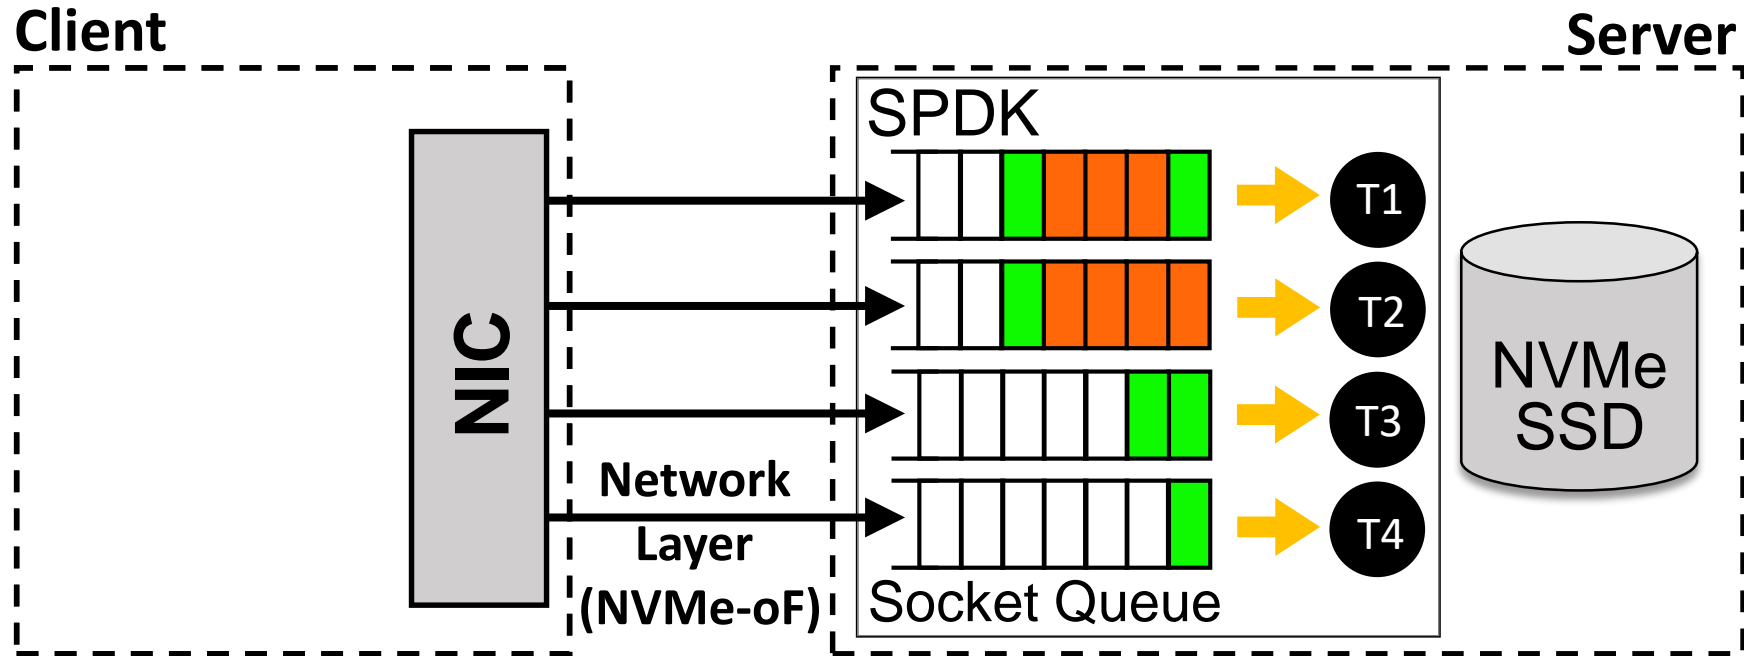 Client
Server
SPDK
T1
T2
NIC
NVMe
SSD
T3
Network
Layer
(NVMe-oF)
T4
Socket Queue